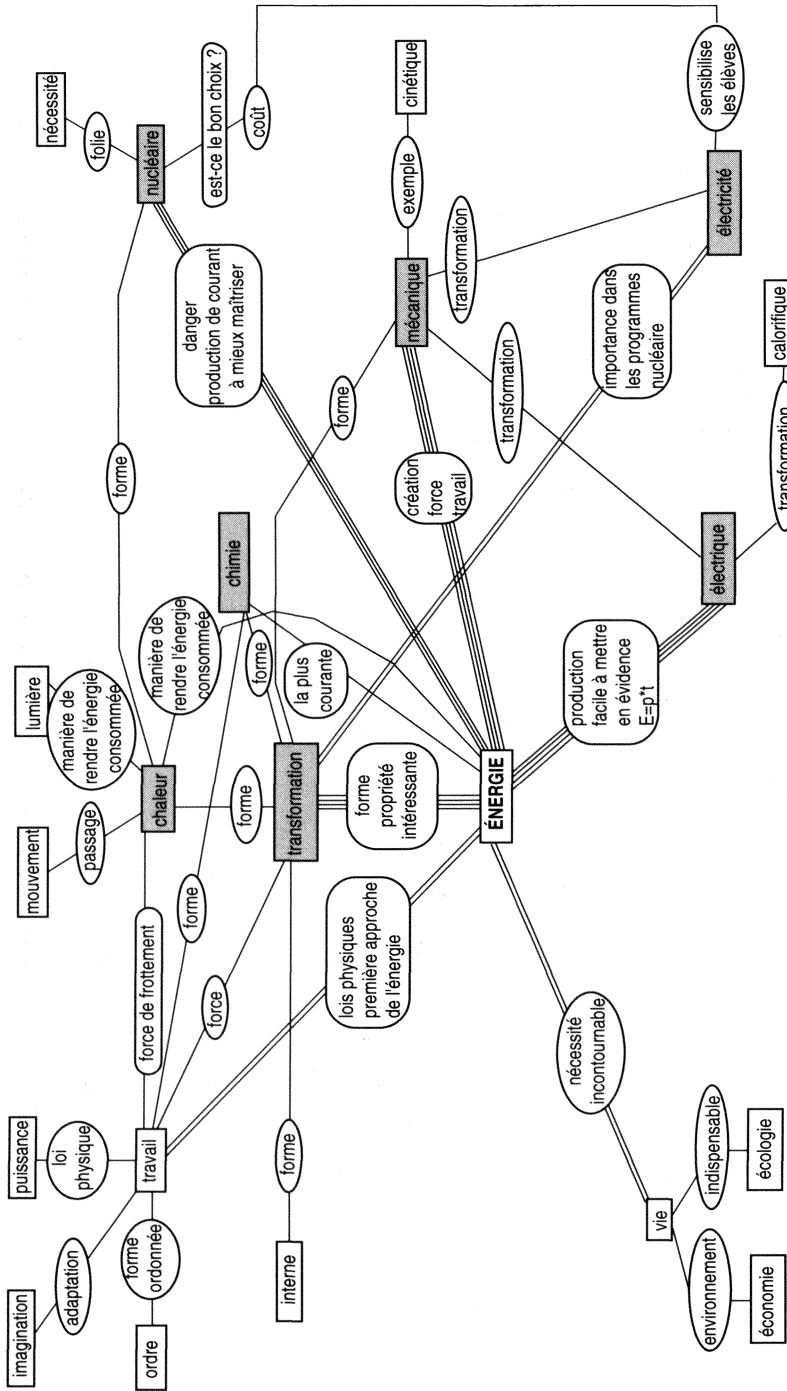 imagination
adaptation
puissance
loi
physique
travail
forme
ordonnée
ordre
force de frottement
mouvement
passage
lumière
manière de
rendre l'énergie
consommée
chaleur
forme
nucléaire
folie
nécessité
est-ce le bon choix ?
coût
forme
force
manière de
rendre l'énergie
consommée
chimie
forme
forme
la plus
courante
danger
production de courant
à mieux maîtriser
interne
forme
transformation
forme
mécanique
exemple
cinétique
lois physiques
première approche
de l'énergie
forme
propriété
intéressante
création
force
travail
transformation
transformation
ÉNERGIE
nécessité
incontournable
production
facile à mettre
en évidence
E=p*t
importance dans
les programmes
nucléaire
électricité
sensibilise
les élèves
vie
environnement
indispensable
économie
écologie
électrique
transformation
calorifique